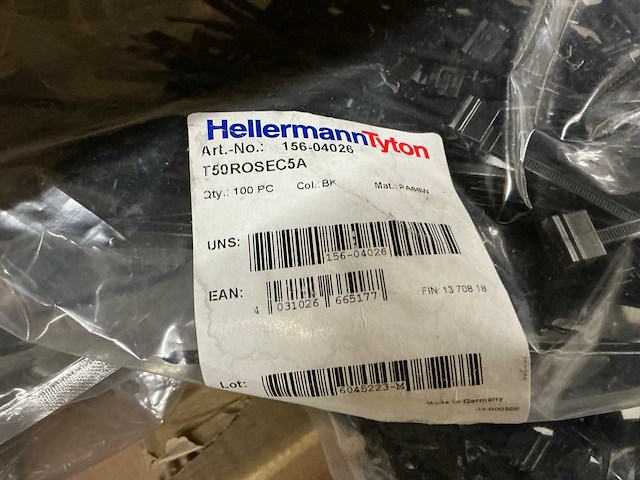 HellermannTyton
Art.-No.: 156-04026
T50ROSEC5A
Qty.: 100 PC Col.: BK Mat.: PA66W
UNS:
156-04026
EAN:
4 031026 665177
FIN: 13 708 18
Lot:
6045223-M
Made in Germany